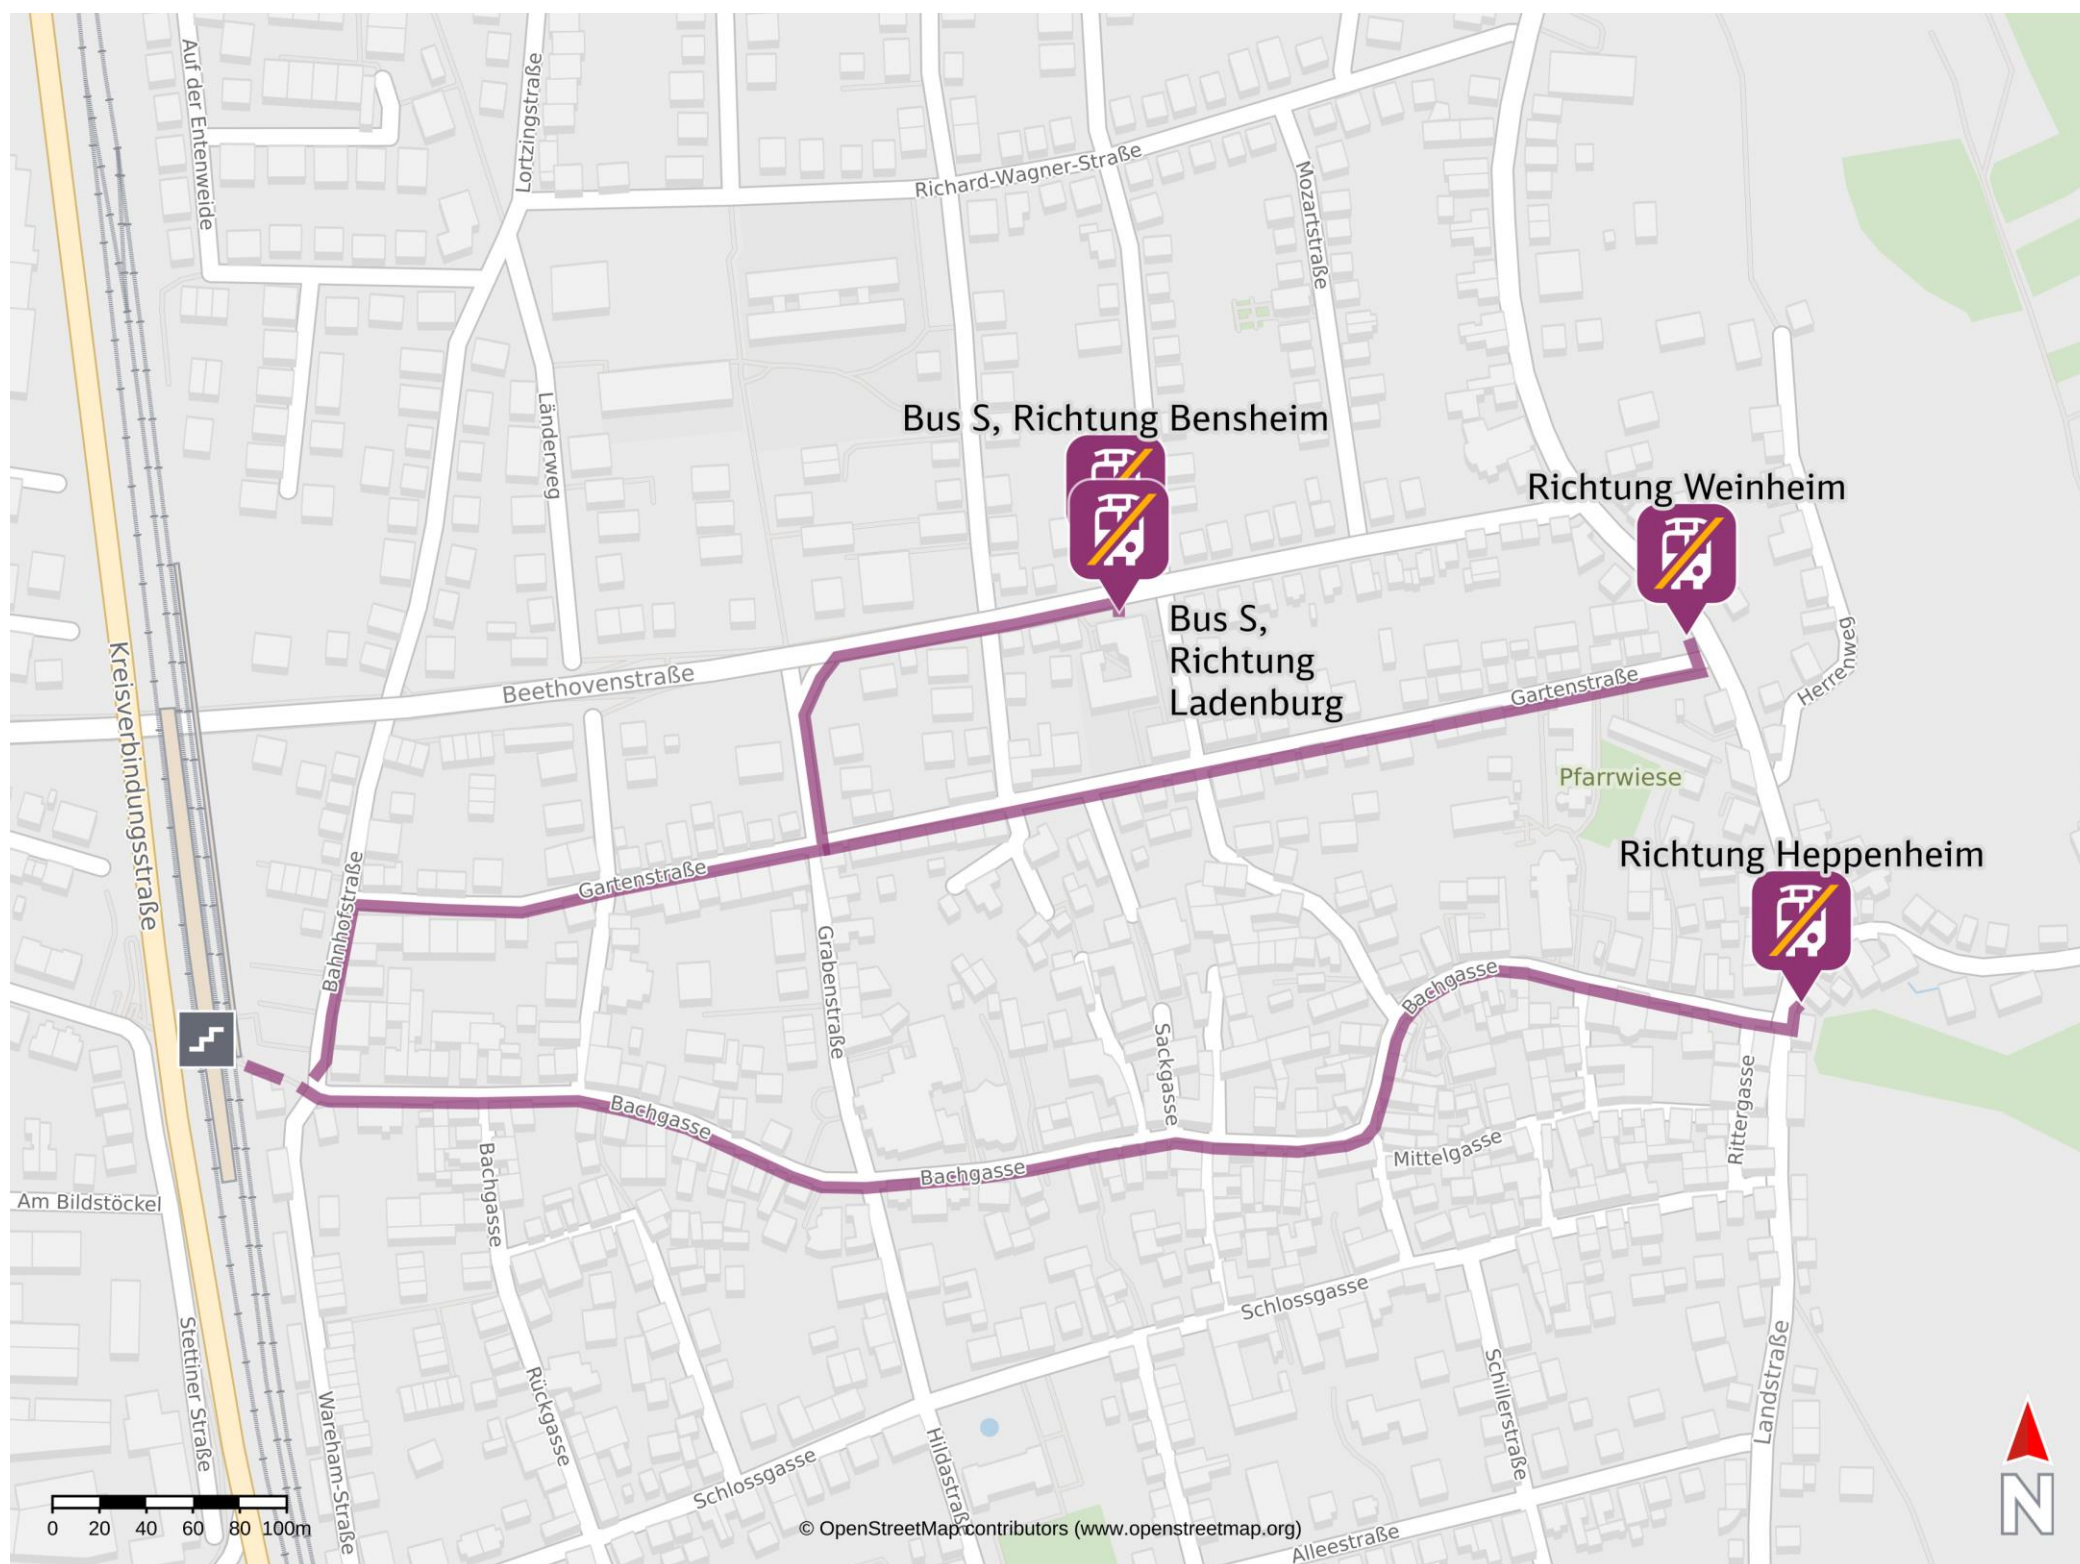 Auf der Entenweide
Lortzingstraße
Richard-Wagner-Straße
Mozartstraße
Länderweg
Bus S, Richtung Bensheim
Richtung Weinheim
Bus S,
Richtung
Ladenburg
Herrenweg
Kreisverbindungsstraße
Beethovenstraße
Gartenstraße
Pfarrwiese
Richtung Heppenheim
Bahnhofstraße
Gartenstraße
Grabenstraße
Bachgasse
Sackgasse
Rittergasse
Bachgasse
Bachgasse
Mittelgasse
Bachgasse
Am Bildstöckel
Schlossgasse
Stettiner Straße
Rückgasse
Schillerstraße
Landstraße
Wareham-Straße
Schlossgasse
Hildastraße
N
0 20 40 60 80 100m
© OpenStreetMap contributors (www.openstreetmap.org)
Alleestraße